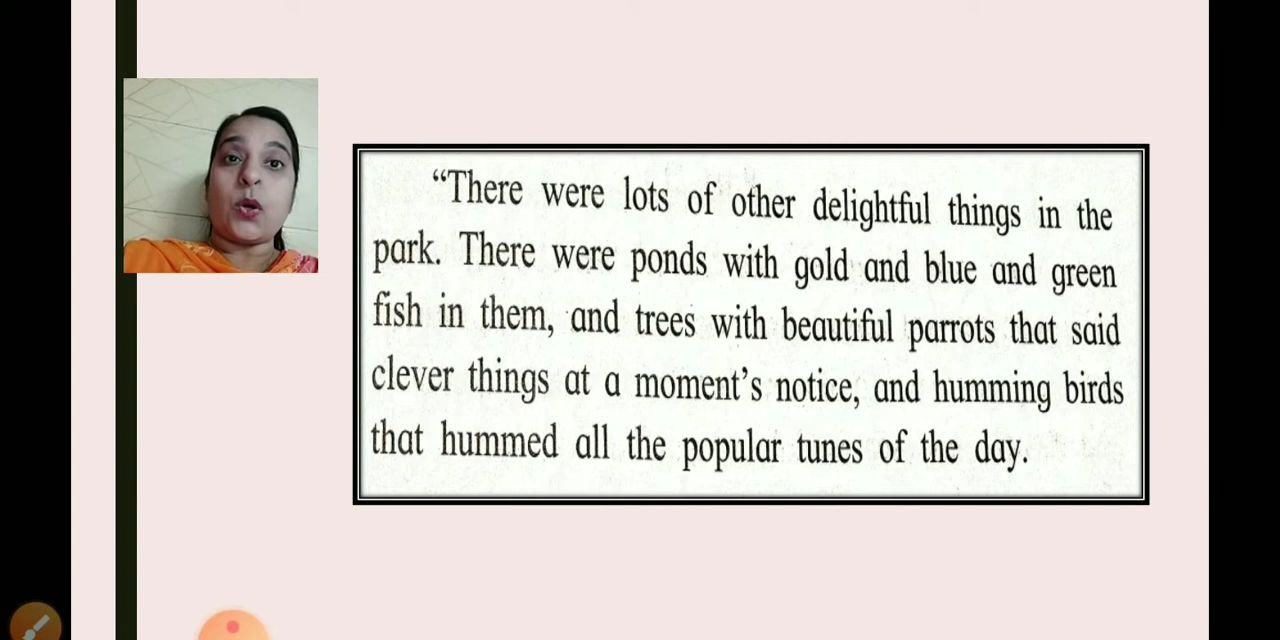 “There were lots of other delightful things in the
park. There were ponds with gold and blue and green
fish in them, and trees with beautiful parrots that said
clever things at a moment’s notice, and humming birds
that hummed all the popular tunes of the day.